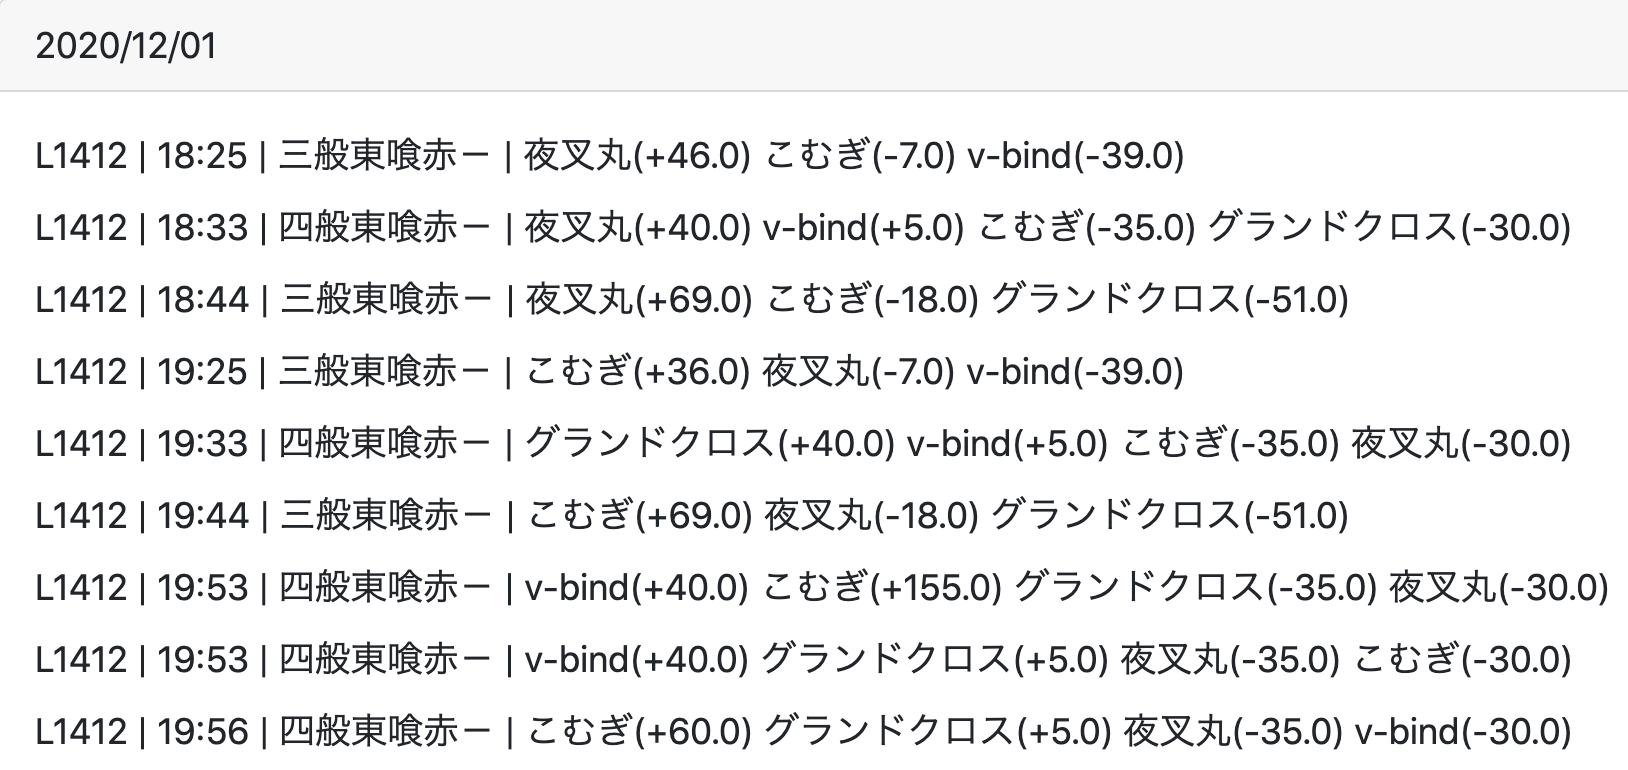 2020/12/01
L1412 | 18:25 | 三般東喰赤－ | 夜叉丸(+46.0) こむぎ(-7.0) v-bind(-39.0)
L1412 | 18:33 | 四般東喰赤－ | 夜叉丸(+40.0) v-bind(+5.0) こむぎ(-35.0) グランドクロス(-30.0)
L1412 | 18:44 | 三般東喰赤－ | 夜叉丸(+69.0) こむぎ(-18.0) グランドクロス(-51.0)
L1412 | 19:25 | 三般東喰赤－ | こむぎ(+36.0) 夜叉丸(-7.0) v-bind(-39.0)
L1412 | 19:33 | 四般東喰赤－ | グランドクロス(+40.0) v-bind(+5.0) こむぎ(-35.0) 夜叉丸(-30.0)
L1412 | 19:44 | 三般東喰赤－ | こむぎ(+69.0) 夜叉丸(-18.0) グランドクロス(-51.0)
L1412 | 19:53 | 四般東喰赤－ | v-bind(+40.0) こむぎ(+155.0) グランドクロス(-35.0) 夜叉丸(-30.0)
L1412 | 19:53 | 四般東喰赤－ | v-bind(+40.0) グランドクロス(+5.0) 夜叉丸(-35.0) こむぎ(-30.0)
L1412 | 19:56 | 四般東喰赤－ | こむぎ(+60.0) グランドクロス(+5.0) 夜叉丸(-35.0) v-bind(-30.0)